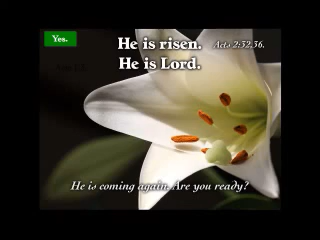 Yes.
He is risen. Acts 2:32,36.
He is Lord.
He is coming again. Are you ready?